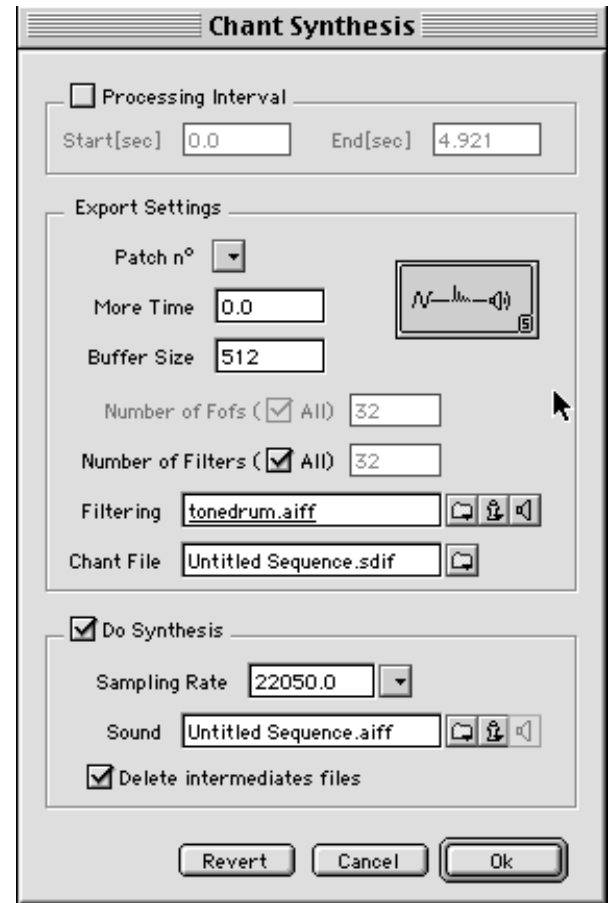 Chant Synthesis
Processing Interval
Start[sec] 0.0 End[sec] 4.921
Export Settings
Patch nº
More Time 0.0
Buffer Size 512
Number of Fofs ( All) 32
Number of Filters ( All) 32
Filtering tonedrum.aiff
Chant File Untitled Sequence.sdif
Do Synthesis
Sampling Rate 22050.0
Sound Untitled Sequence.aiff
Delete intermediates files
Revert Cancel Ok